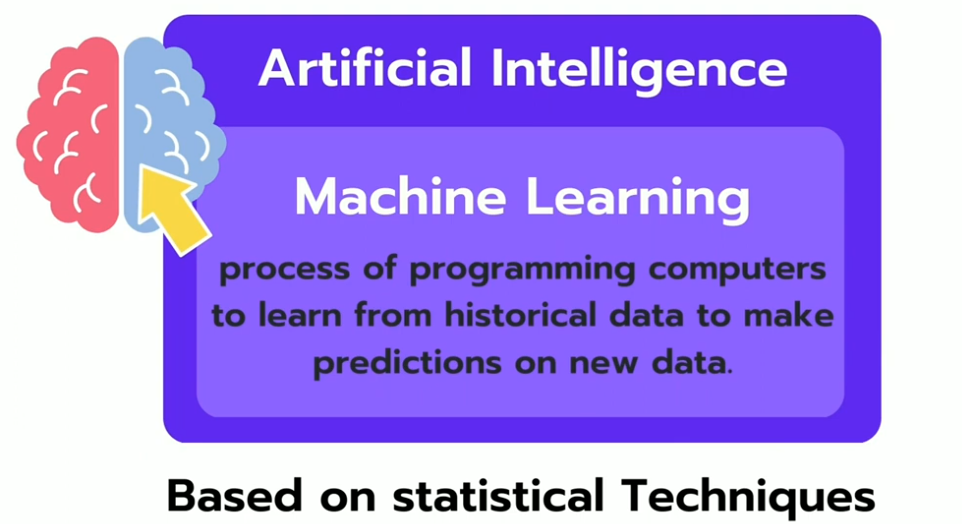 Artificial Intelligence
Machine Learning
process of programming computers
to learn from historical data to make
predictions on new data.
Based on statistical Techniques